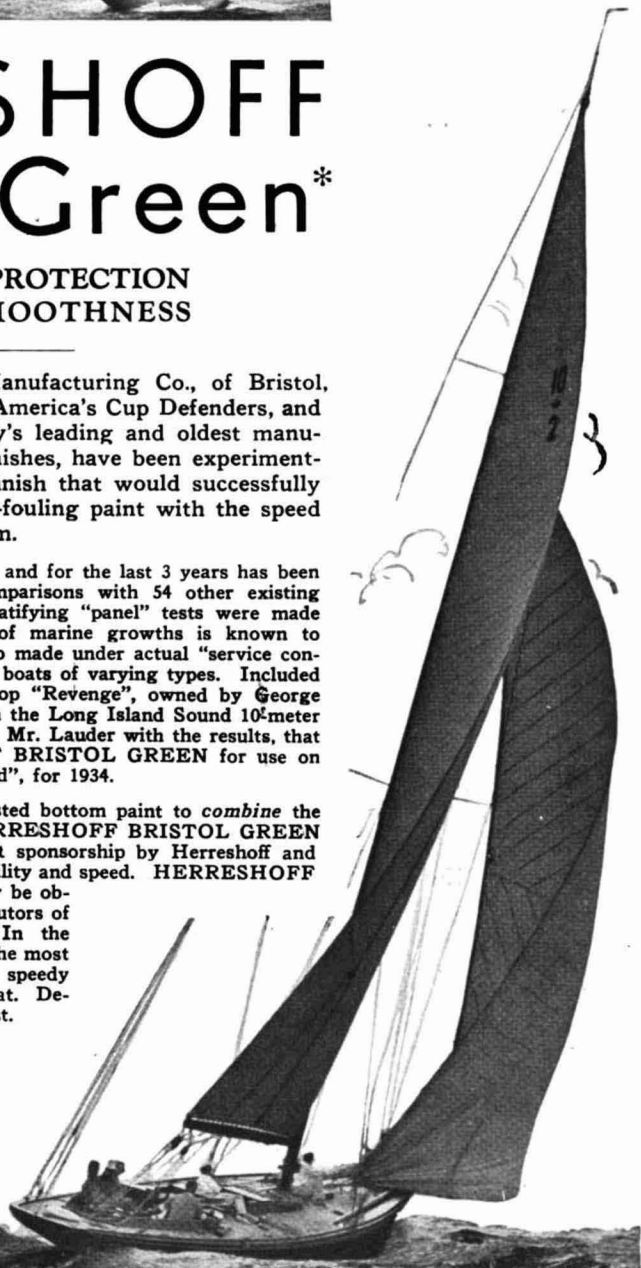 SHOFF
Green*
PROTECTION
MOOTHNESS
Manufacturing Co., of Bristol,
America's Cup Defenders, and
y's leading and oldest manu-
nishes, have been experiment-
nish that would successfully
-fouling paint with the speed
n.
and for the last 3 years has been
mparisons with 54 other existing
atifying "panel" tests were made
of marine growths is known to
o made under actual "service con-
boats of varying types. Included
op "Revenge", owned by George
the Long Island Sound 10-meter
Mr. Lauder with the results, that
BRISTOL GREEN for use on
d", for 1934.
sted bottom paint to combine the
RRESHOFF BRISTOL GREEN
t sponsorship by Herreshoff and
lity and speed. HERRESHOFF
be ob-
utors of
In the
he most
speedy
at. De-
t.
10
2